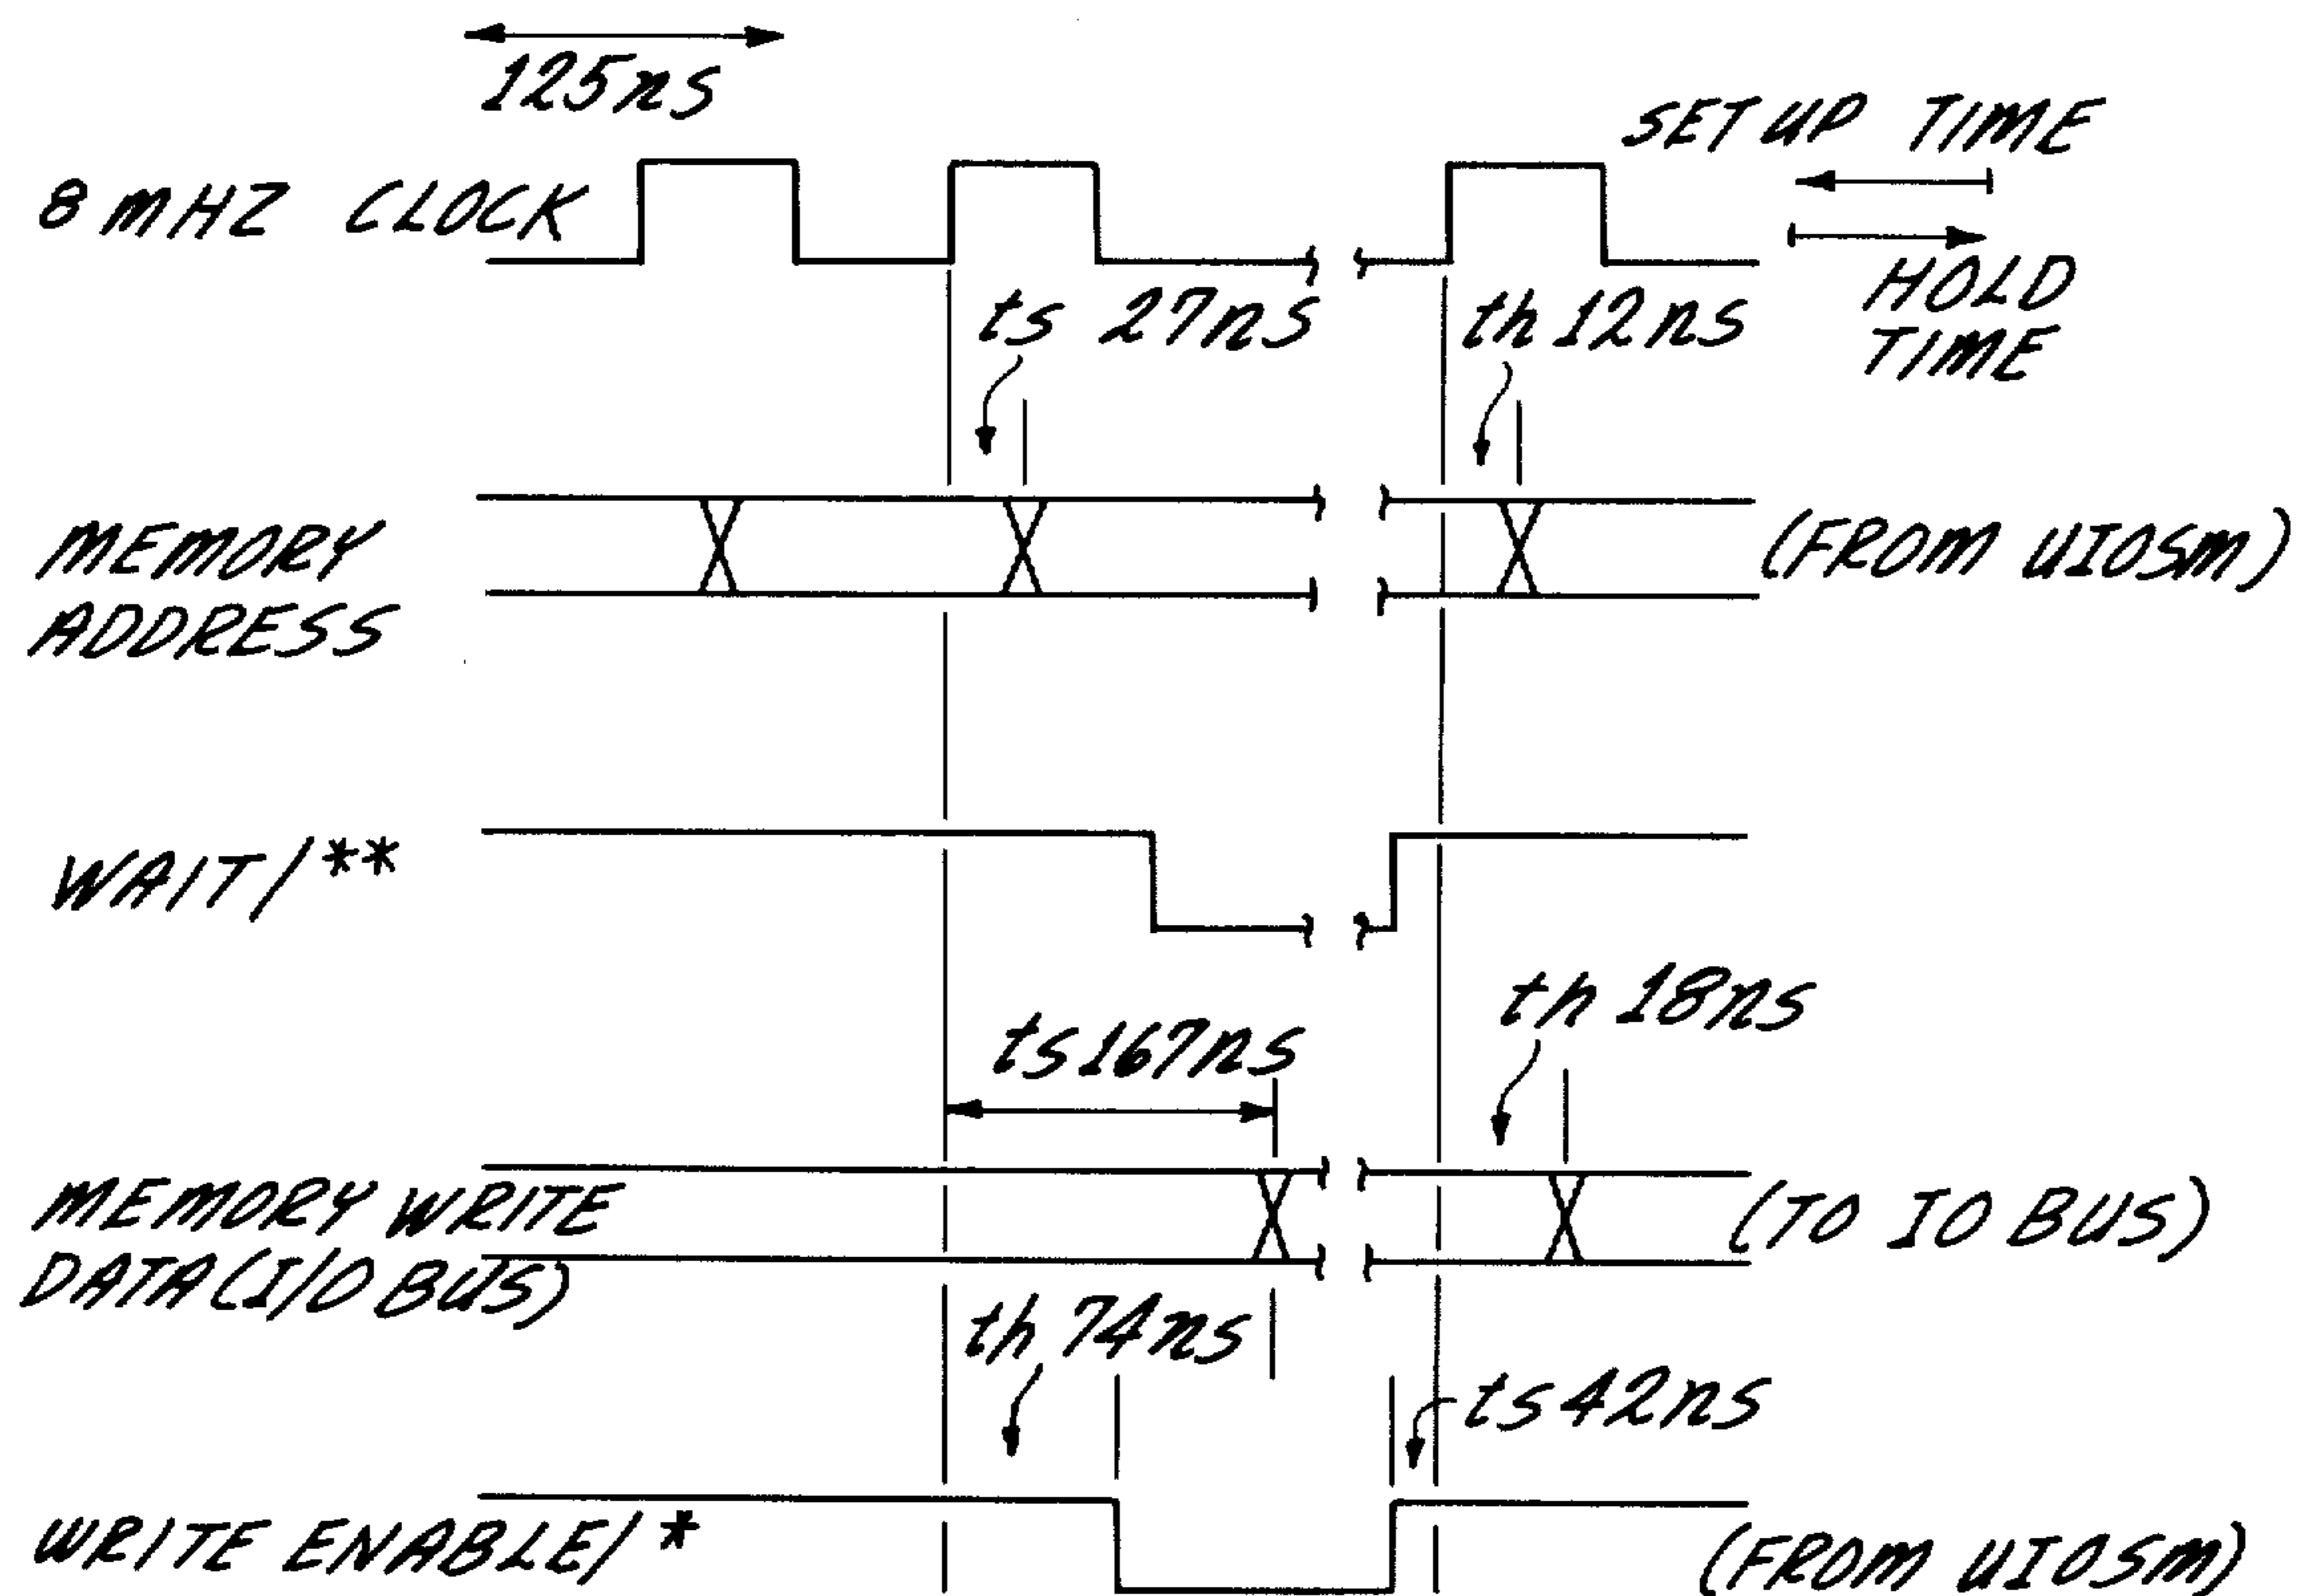 125ns
SET UP TIME
8 MHZ CLOCK
HOLD
TIME
ts 27ns
th 12ns
MEMORY
ADDRESS
(FROM UIOSM)
WAIT/**
th 18ns
ts 167ns
MEMORY WRITE
DATA (I/O BUS)
(TO IO BUS)
th 74ns
ts 42ns
WRITE ENABLE/*
(FROM UIOSM)